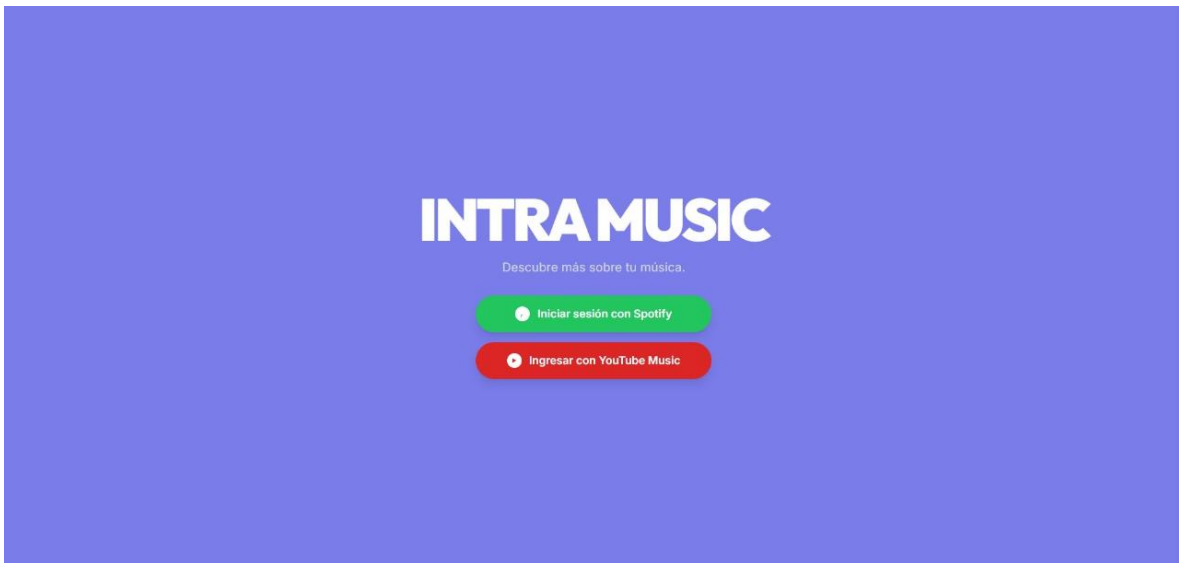 INTRA MUSIC
Descubre más sobre tu música.
Iniciar sesión con Spotify
Ingresar con YouTube Music